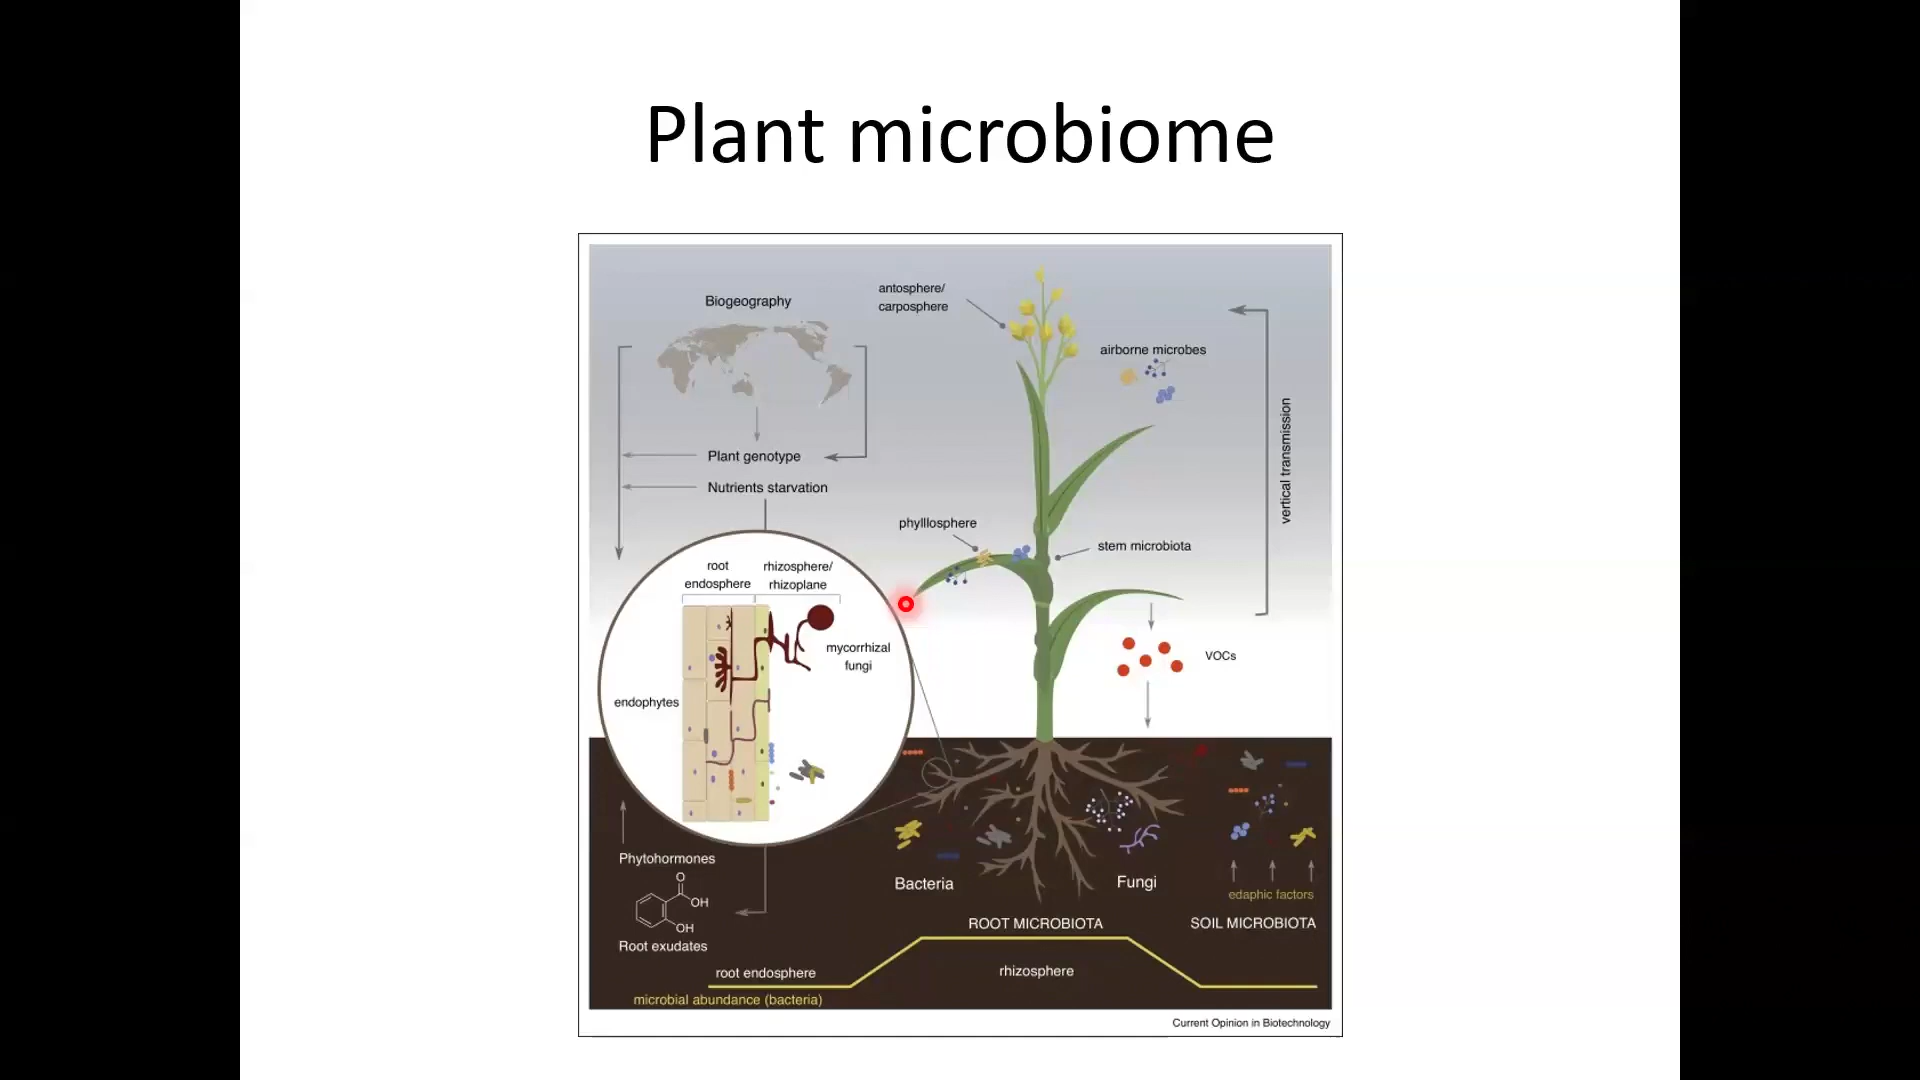 Plant microbiome
antosphere/
carposphere
Biogeography
airborne microbes
vertical transmission
Plant genotype
Nutrients starvation
phylllosphere
stem microbiota
root
endosphere
rhizosphere/
rhizoplane
mycorrhizal
fungi
endophytes
VOCs
Phytohormones
O
OH
OH
Root exudates
Bacteria
Fungi
edaphic factors
ROOT MICROBIOTA
SOIL MICROBIOTA
root endosphere
rhizosphere
microbial abundance (bacteria)
Current Opinion in Biotechnology